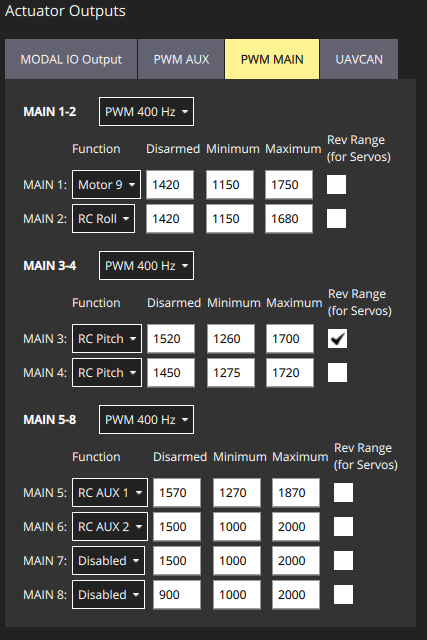 Actuator Outputs
MODAL IO Output PWM AUX PWM MAIN UAVCAN
MAIN 1-2 PWM 400 Hz
Function Disarmed Minimum Maximum Rev Range (for Servos)
MAIN 1: Motor 9 1420 1150 1750
MAIN 2: RC Roll 1420 1150 1680
MAIN 3-4 PWM 400 Hz
Function Disarmed Minimum Maximum Rev Range (for Servos)
MAIN 3: RC Pitch 1520 1260 1700
MAIN 4: RC Pitch 1450 1275 1720
MAIN 5-8 PWM 400 Hz
Function Disarmed Minimum Maximum Rev Range (for Servos)
MAIN 5: RC AUX 1 1570 1270 1870
MAIN 6: RC AUX 2 1500 1000 2000
MAIN 7: Disabled 1500 1000 2000
MAIN 8: Disabled 900 1000 2000